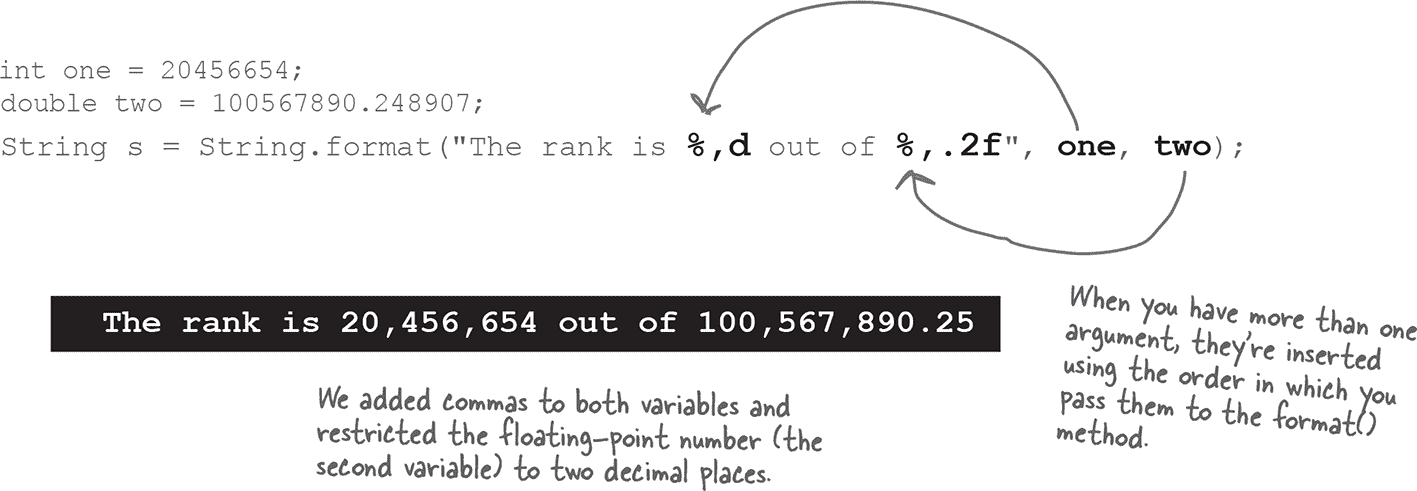 int one = 20456654;
double two = 100567890.248907;
String s = String.format("The rank is %,d out of %,.2f", one, two);
The rank is 20,456,654 out of 100,567,890.25
We added commas to both variables and
restricted the floating-point number (the
second variable) to two decimal places.
When you have more than one
argument, they're inserted
using the order in which you
pass them to the format()
method.